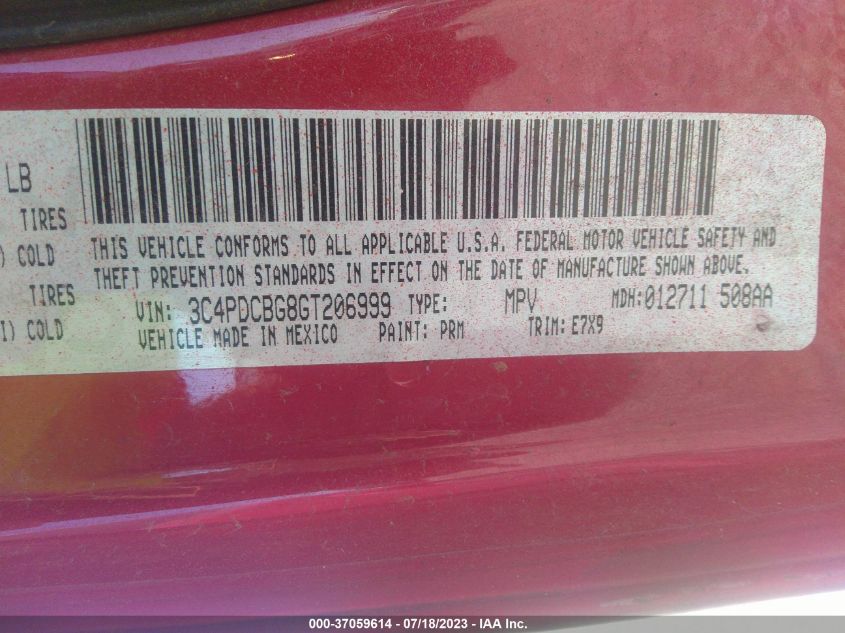 LB
TIRES
) COLD
TIRES
I) COLD
THIS VEHICLE CONFORMS TO ALL APPLICABLE U.S.A. FEDERAL MOTOR VEHICLE SAFETY AND
THEFT PREVENTION STANDARDS IN EFFECT ON THE DATE OF MANUFACTURE SHOWN ABOVE.
VIN: 3C4PDCBG8GT206999 TYPE: MPV MDH:012711 508AA
VEHICLE MADE IN MEXICO PAINT: PRM TRIM: E7X9
000-37059614 - 07/18/2023 - IAA Inc.